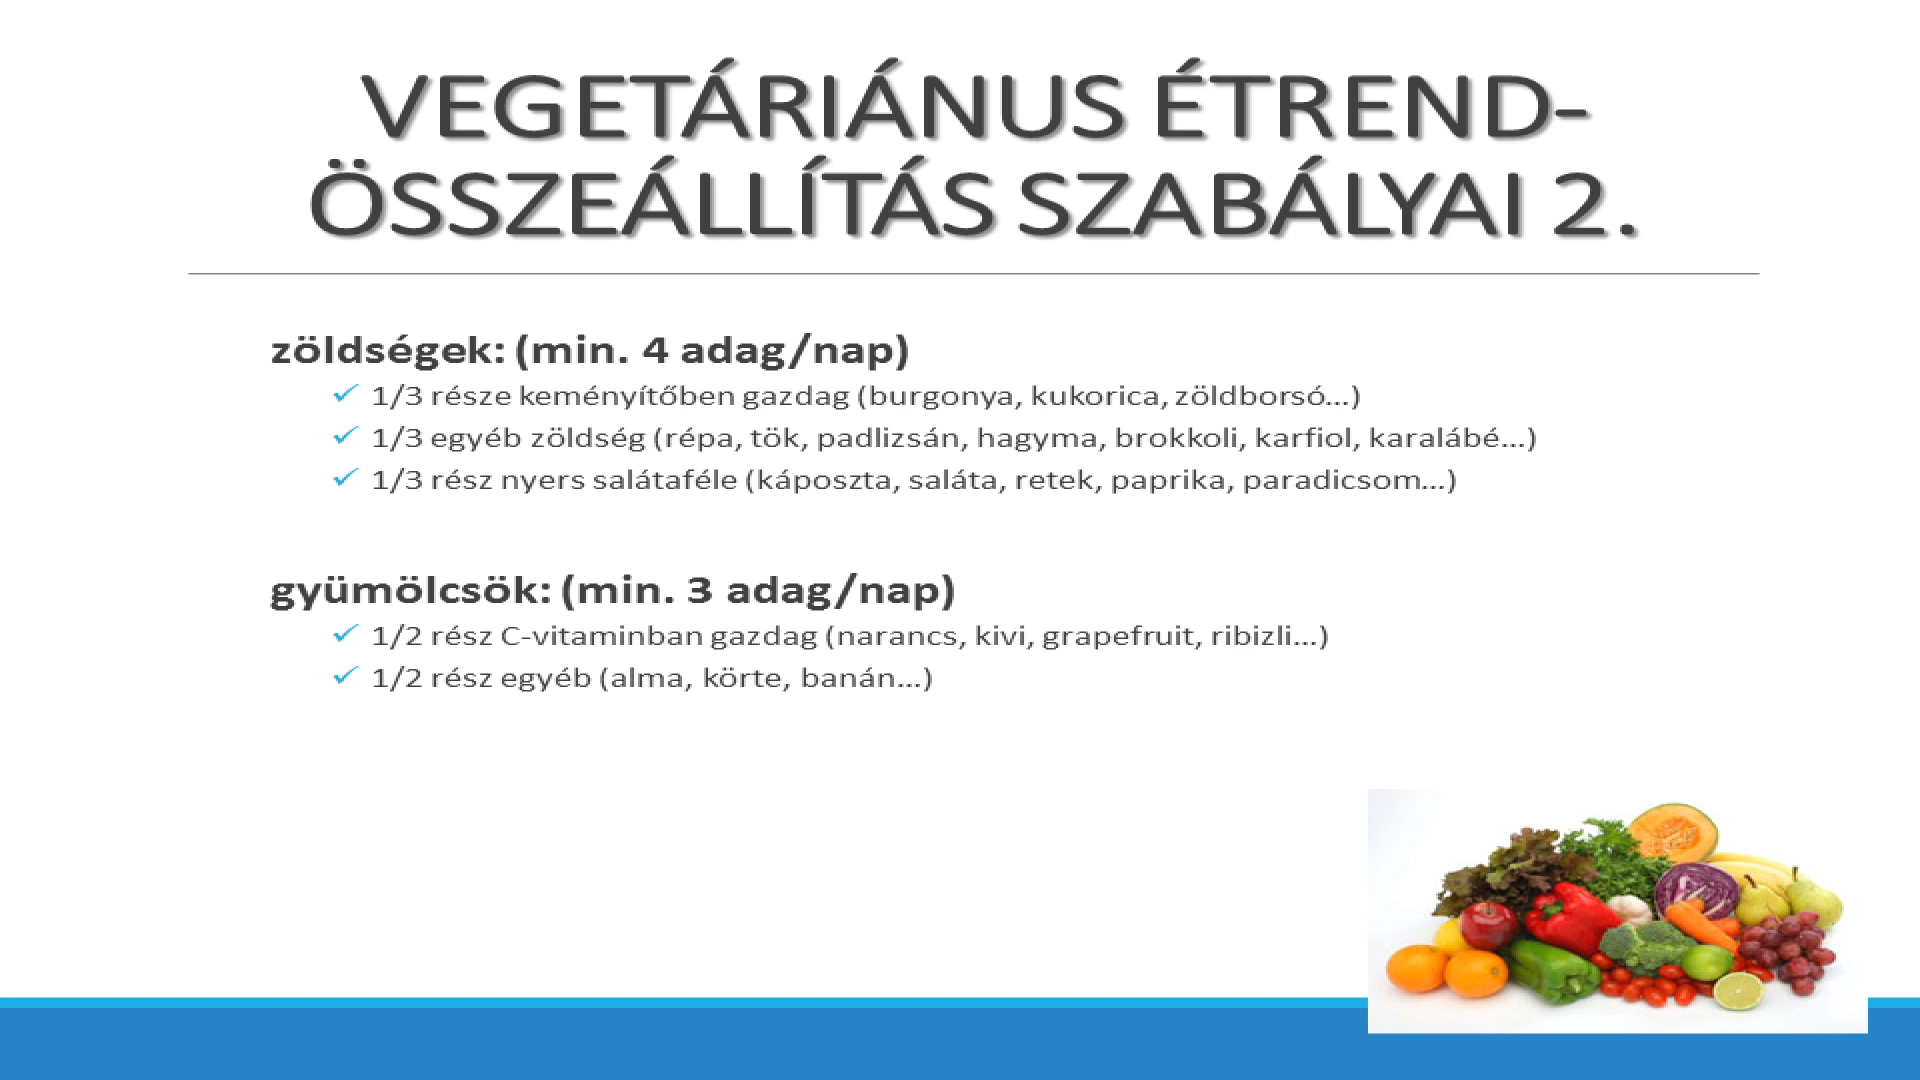 VEGETÁRIÁNUS ÉTREND-
ÖSSZEÁLLÍTÁS SZABÁLYAI 2.
zöldségek: (min. 4 adag/nap)
✓ 1/3 része keményítőben gazdag (burgonya, kukorica, zöldborsó…)
✓ 1/3 egyéb zöldség (répa, tök, padlizsán, hagyma, brokkoli, karfiol, karalábé…)
✓ 1/3 rész nyers salátaféle (káposzta, saláta, retek, paprika, paradicsom…)
gyümölcsök: (min. 3 adag/nap)
✓ 1/2 rész C-vitaminban gazdag (narancs, kivi, grapefruit, ribizli…)
✓ 1/2 rész egyéb (alma, körte, banán…)